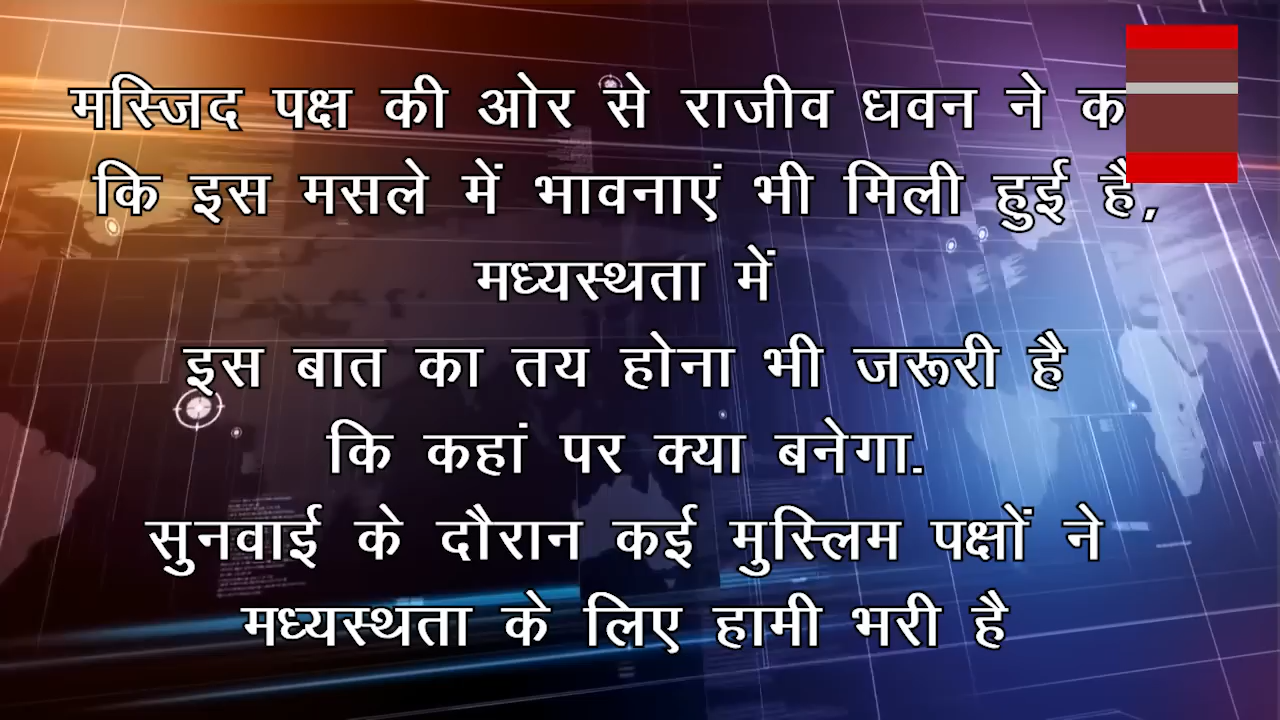 मस्जिद पक्ष की ओर से राजीव धवन ने
कि इस मसले में भावनाएं भी मिली हुई है,
मध्यस्थता में
इस बात का तय होना भी जरूरी है
कि कहां पर क्या बनेगा.
सुनवाई के दौरान कई मुस्लिम पक्षों ने
मध्यस्थता के लिए हामी भरी है